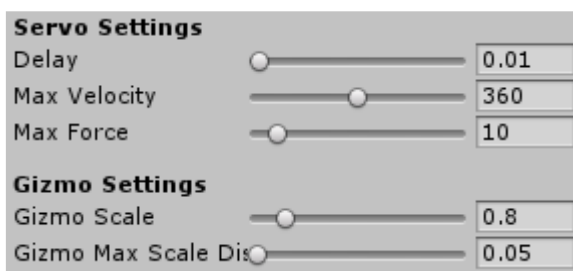 Servo Settings
Delay 0.01
Max Velocity 360
Max Force 10
Gizmo Settings
Gizmo Scale 0.8
Gizmo Max Scale Dis 0.05